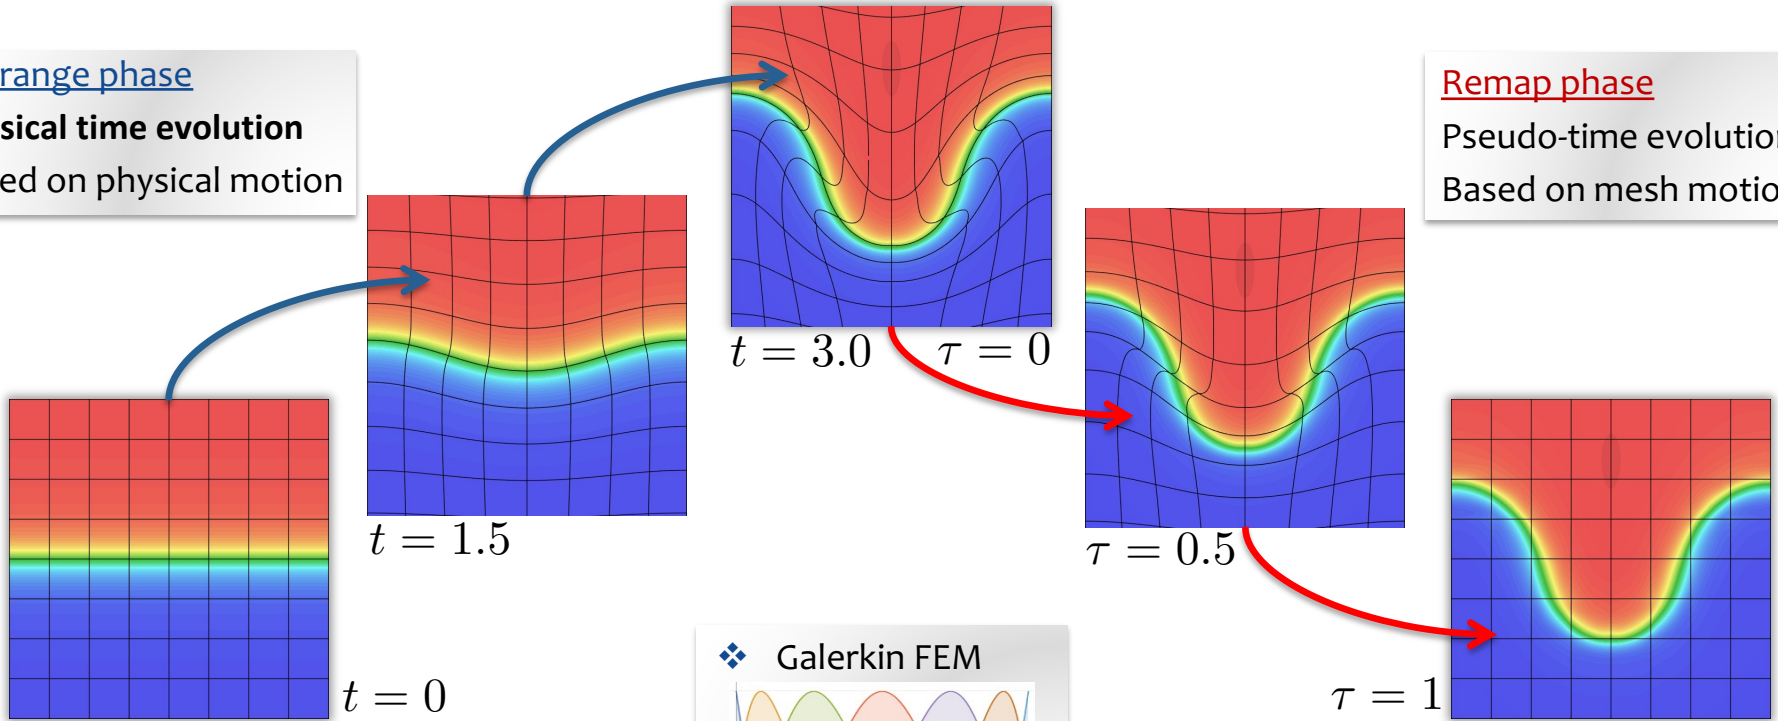 range phase
sical time evolution
ed on physical motion
Remap phase
Pseudo-time evolution
Based on mesh motio
t = 3.0
τ = 0
t = 1.5
τ = 0.5
❖ Galerkin FEM
t = 0
τ = 1